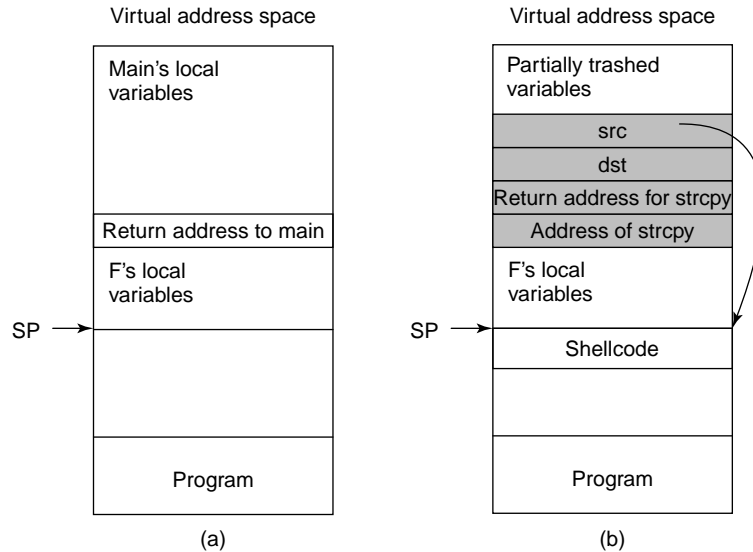 Virtual address space
Main’s local
variables
Return address to main
F’s local
variables
SP
Program
(a)
Virtual address space
Partially trashed
variables
src
dst
Return address for strcpy
Address of strcpy
F’s local
variables
SP
Shellcode
Program
(b)